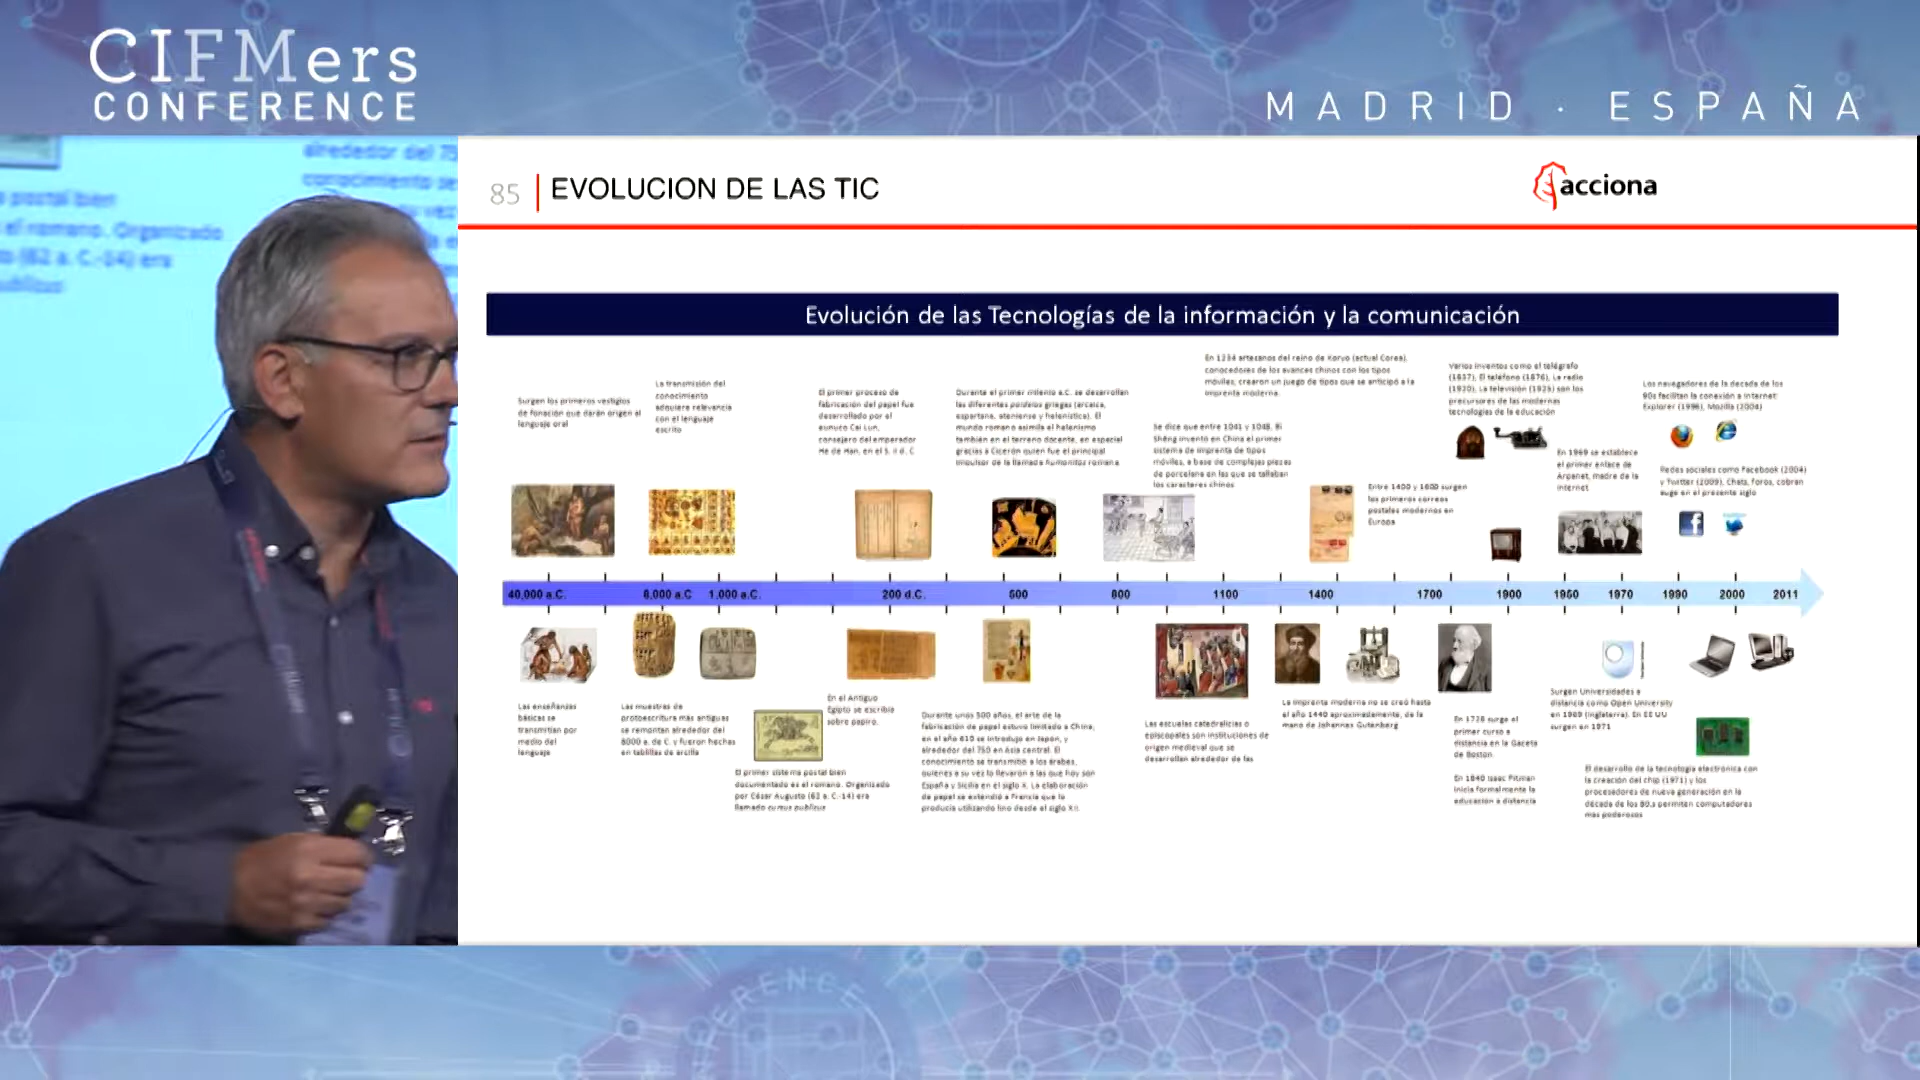 CIFMers
CONFERENCE
MADRID · ESPAÑA
85
EVOLUCION DE LAS TIC
acciona
Evolución de las Tecnologías de la información y la comunicación
Surgen los primeros vestigios
de fonación que darán origen al
lenguaje oral
La transmisión del
conocimiento
adquiere relevancia
con el lenguaje
escrito
El primer proceso de
fabricación del papel fue
desarrollado por el
eunuco Cai Lun,
consejero del emperador
He de Han, en el S. II d. C
Durante el primer milenio a.C. se desarrollan
las diferentes paideias griegas (arcaica,
espartana, ateniense y helenística). El
mundo romano asimila el helenismo
también en el terreno docente, en especial
gracias a Cicerón quien fue el principal
impulsor de la llamada humanitas romana
En 1234 artesanos del reino de Koryo (actual Corea),
conocedores de los avances chinos con los tipos
móviles, crearon un juego de tipos que se anticipó a la
imprenta moderna.
Se dice que entre 1041 y 1048, Bi
Sheng inventó en China el primer
sistema de imprenta de tipos
móviles, a base de complejas piezas
de porcelana en las que se tallaban
los caracteres chinos
Entre 1400 y 1600 surgen
los primeros correos
postales modernos en
Europa
Varios inventos como el telégrafo
(1837), El teléfono (1876), La radio
(1920), La televisión (1925) son los
precursores de las modernas
tecnologías de la educación
En 1969 se establece
el primer enlace de
Arpanet, madre de la
internet
Los navegadores de la decada de los
90s facilitan la conexión a Internet:
Explorer (1996), Mozilla (2004)
Redes sociales como Facebook (2004)
y Twitter (2009), Chats, foros, cobran
auge en el presente siglo
40,000 a.C.
8,000 a.C
1,000 a.C.
200 d.C.
500
800
1100
1400
1700
1900
1950
1970
1990
2000
2011
Las enseñanzas
básicas se
transmitían por
medio del
lenguaje
Las muestras de
protoescritura más antiguas
se remontan alrededor del
8000 a. de C. y fueron hechas
en tablillas de arcilla
En el Antiguo
Egipto se escribía
sobre papiro.
El primer sistema postal bien
documentado es el romano. Organizado
por César Augusto (62 a. C.-14) era
llamado cursus publicus
Durante unos 500 años, el arte de la
fabricación de papel estuvo limitado a China,
en el año 610 se introdujo en Japón, y
alrededor del 750 en Asia central. El
conocimiento se transmitió a los árabes,
quienes a su vez lo llevaron a las que hoy son
España y Sicilia en el siglo X. La elaboración
de papel se extendió a Francia que lo
producía utilizando lino desde el siglo XII.
Las escuelas catedralicias o
episcopales son instituciones de
origen medieval que se
desarrollan alrededor de las
La imprenta moderna no se creó hasta
el año 1440 aproximadamente, de la
mano de Johannes Gutenberg
En 1728 surge el
primer curso a
distancia en la Gaceta
de Boston.
En 1840 Isaac Pitman
inicia formalmente la
educación a distancia
Surgen Universidades a
distancia como Open University
en 1969 (Inglaterra). En EE UU
surgen en 1971
El desarrollo de la tecnología electrónica con
la creación del chip (1971) y los
procesadores de nueva generación en la
década de los 80,s permiten computadores
más poderosos